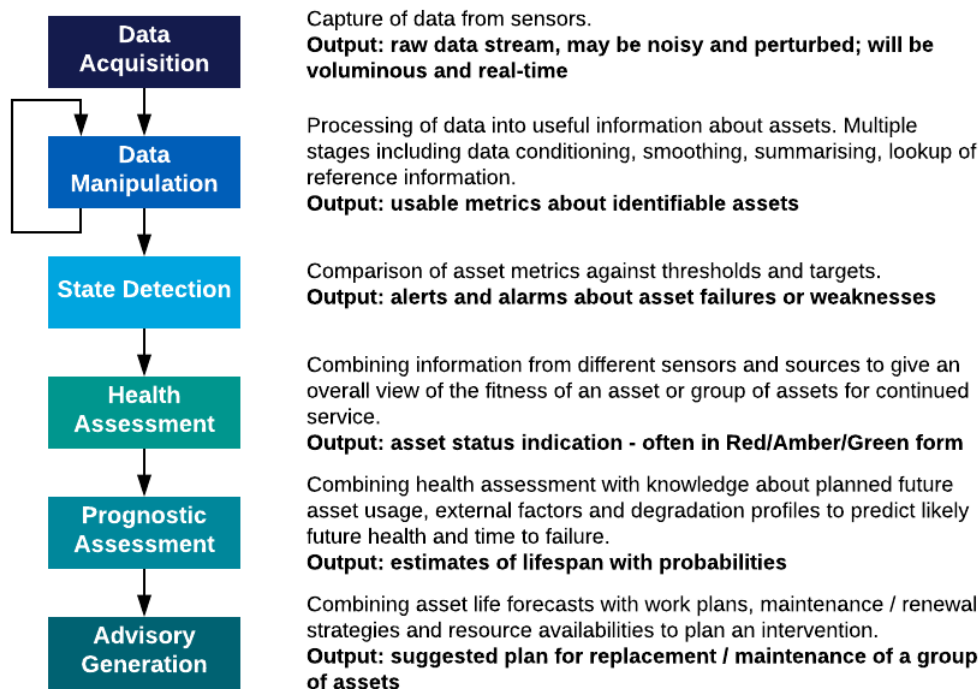 Data
Acquisition
Capture of data from sensors.
Output: raw data stream, may be noisy and perturbed; will be
voluminous and real-time
Data
Manipulation
Processing of data into useful information about assets. Multiple
stages including data conditioning, smoothing, summarising, lookup of
reference information.
Output: usable metrics about identifiable assets
State Detection
Comparison of asset metrics against thresholds and targets.
Output: alerts and alarms about asset failures or weaknesses
Health
Assessment
Combining information from different sensors and sources to give an
overall view of the fitness of an asset or group of assets for continued
service.
Output: asset status indication - often in Red/Amber/Green form
Prognostic
Assessment
Combining health assessment with knowledge about planned future
asset usage, external factors and degradation profiles to predict likely
future health and time to failure.
Output: estimates of lifespan with probabilities
Advisory
Generation
Combining asset life forecasts with work plans, maintenance / renewal
strategies and resource availabilities to plan an intervention.
Output: suggested plan for replacement / maintenance of a group
of assets